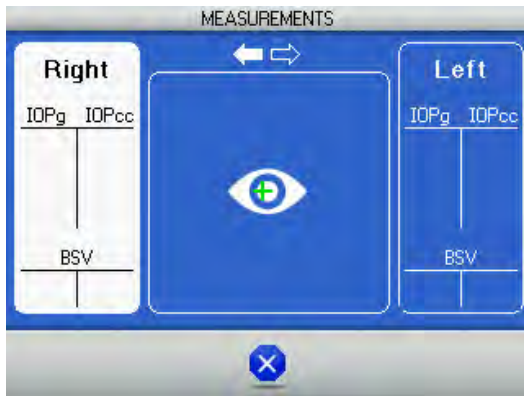 MEASUREMENTS
Right
IOPg IOPcc
BSV
Left
IOPg IOPcc
BSV